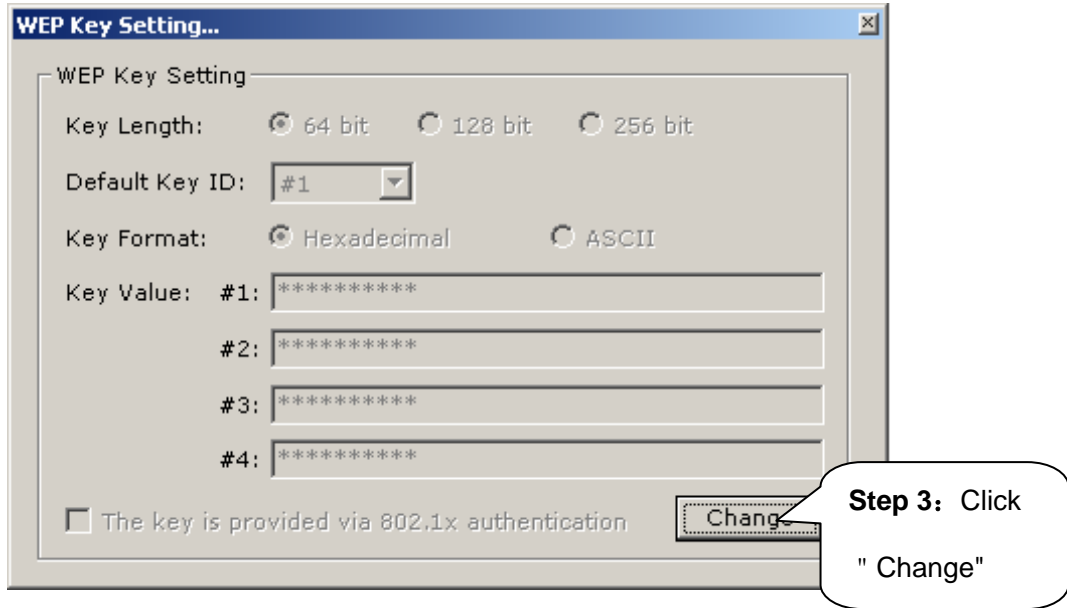 WEP Key Setting...
WEP Key Setting
Key Length: 64 bit 128 bit 256 bit
Default Key ID: #1
Key Format: Hexadecimal ASCII
Key Value: #1: **********
#2: **********
#3: **********
#4: **********
The key is provided via 802.1x authentication Change
Step 3：Click
" Change"